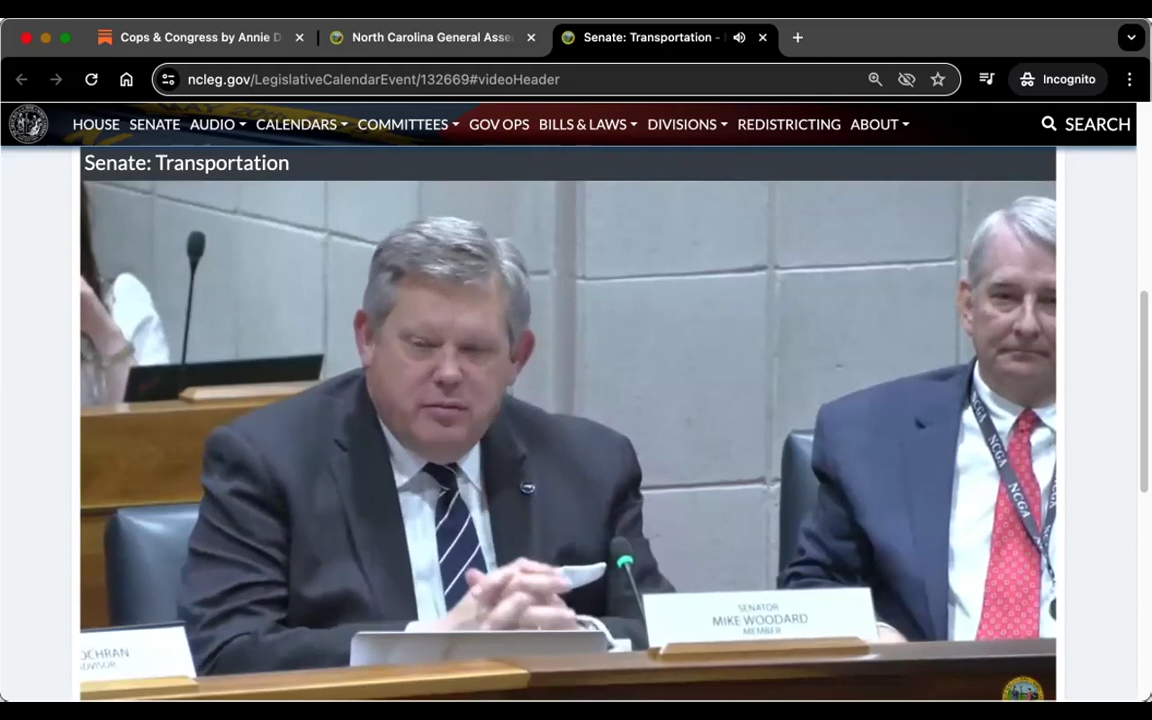 Cops & Congress by Annie D
North Carolina General Asse
Senate: Transportation -
ncleg.gov/LegislativeCalendarEvent/132669#videoHeader
Incognito
HOUSE SENATE AUDIO CALENDARS COMMITTEES GOV OPS BILLS & LAWS DIVISIONS REDISTRICTING ABOUT SEARCH
Senate: Transportation
NCGA
NCGA
SENATOR
MIKE WOODARD
MEMBER
OCHRAN
ADVISOR